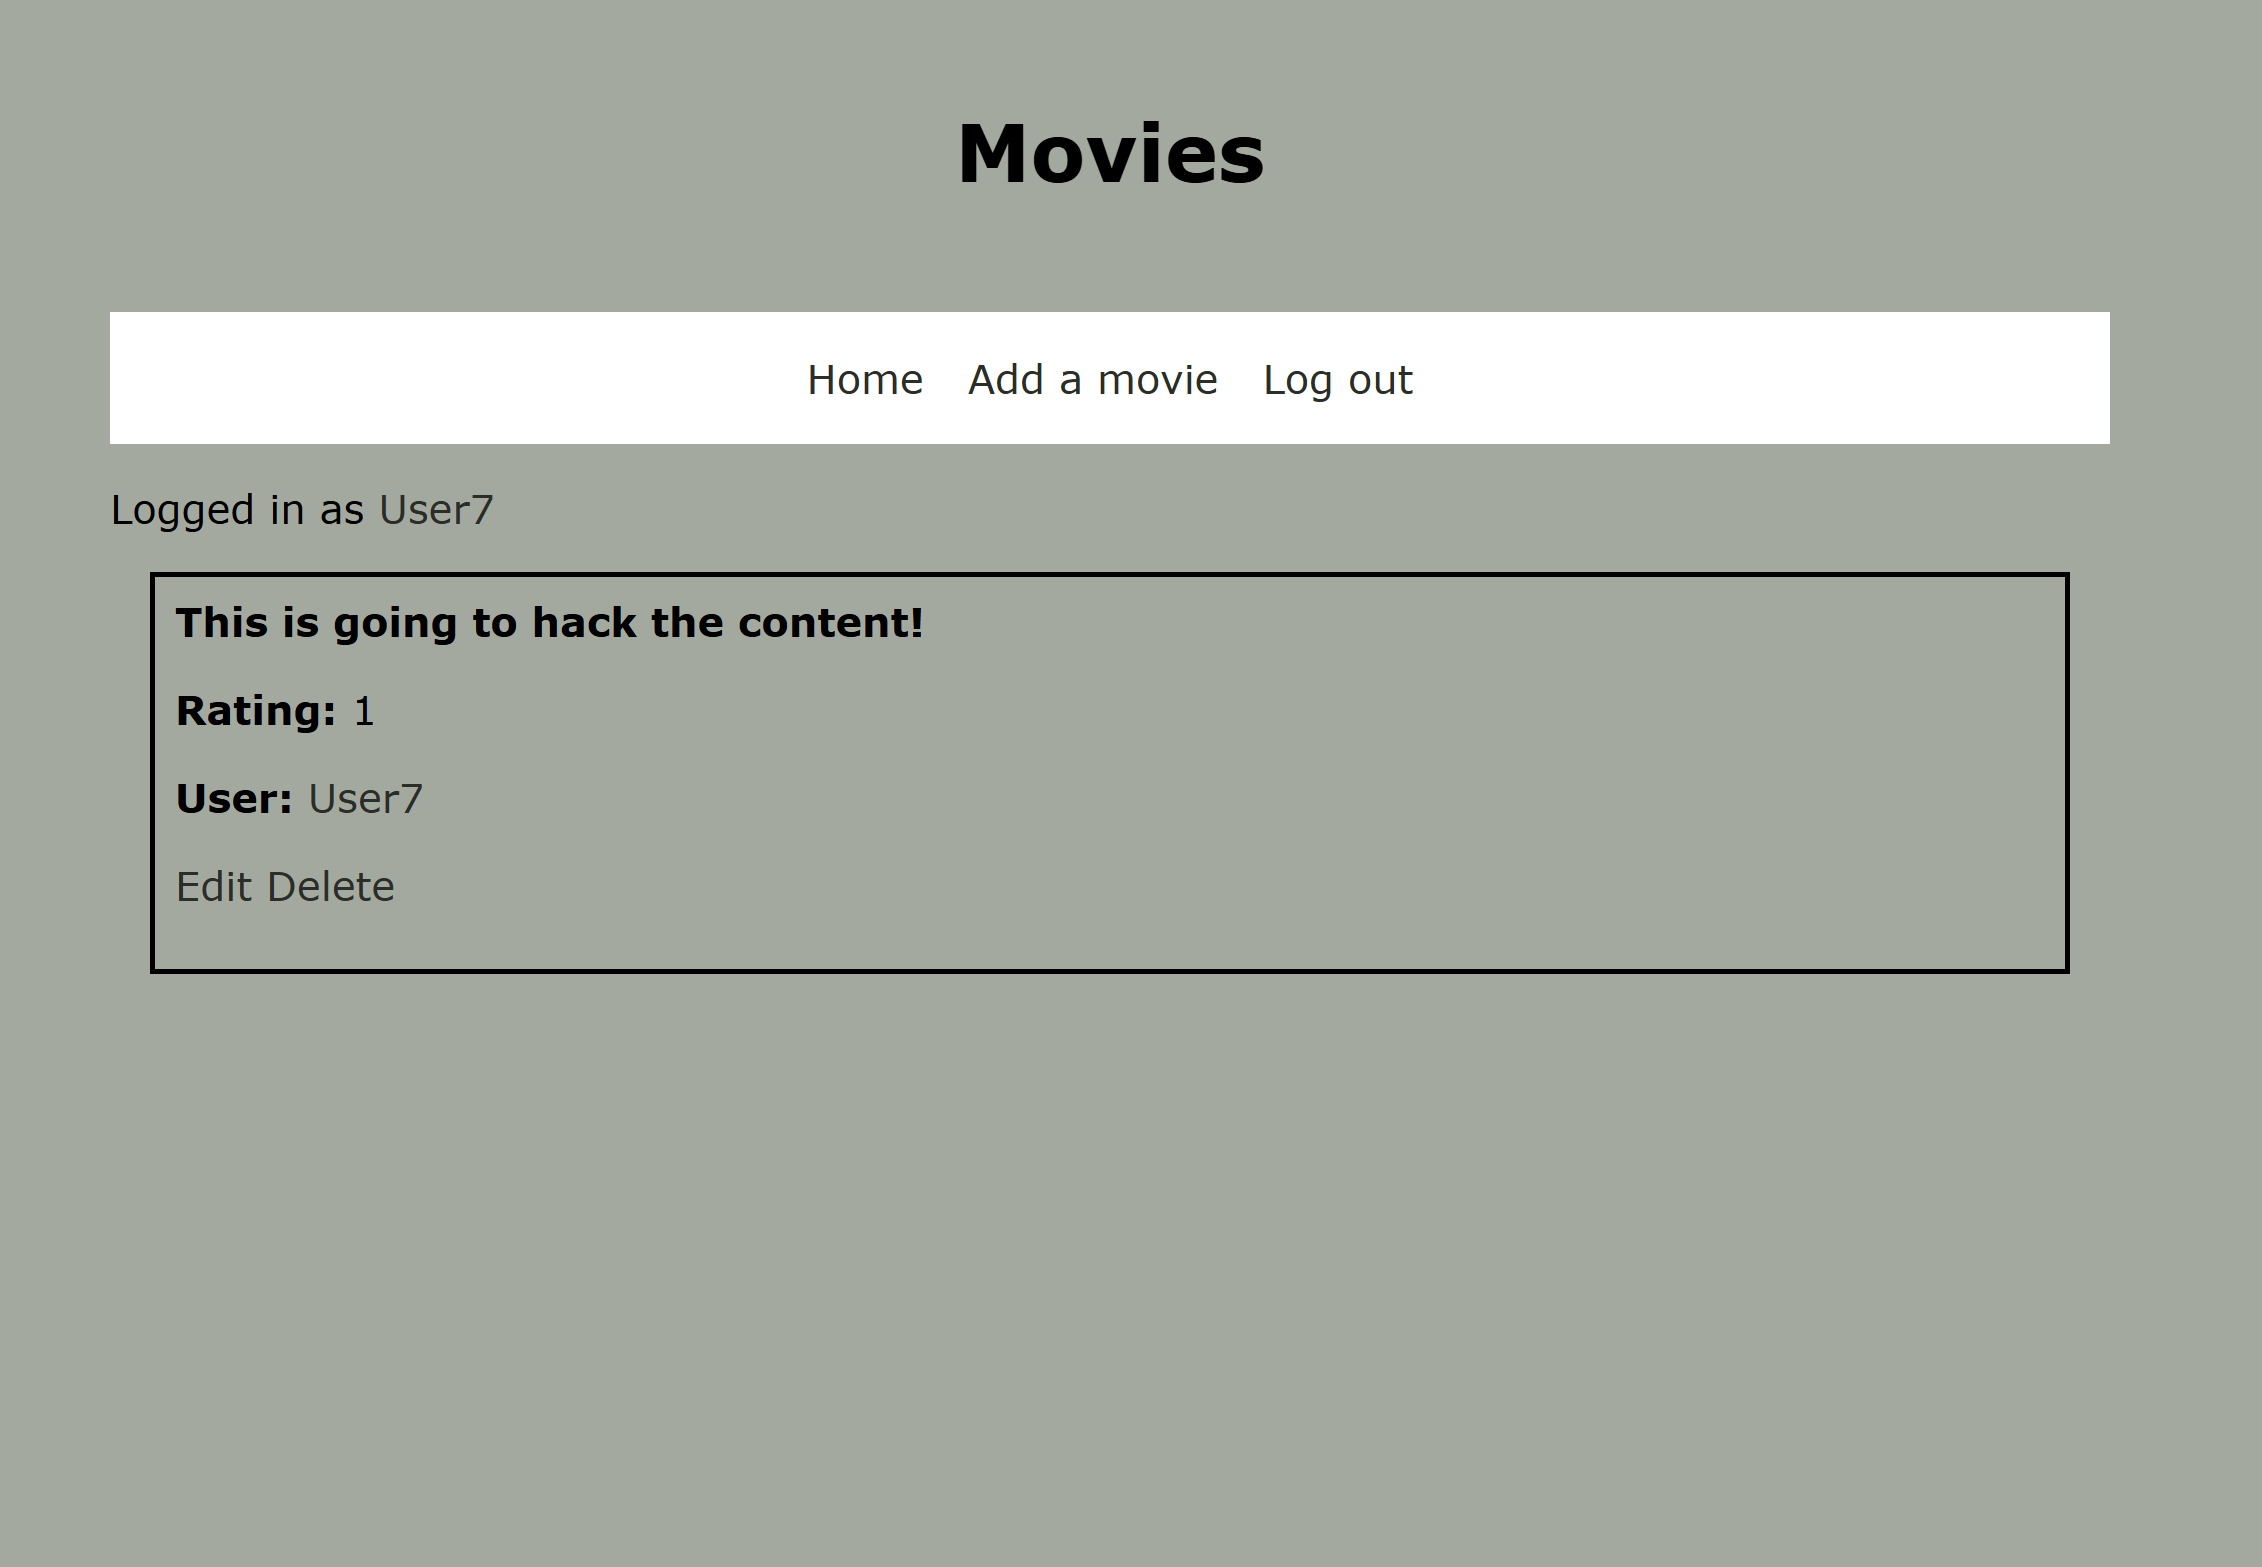 Movies
Home Add a movie Log out
Logged in as User7
This is going to hack the content!
Rating: 1
User: User7
Edit Delete